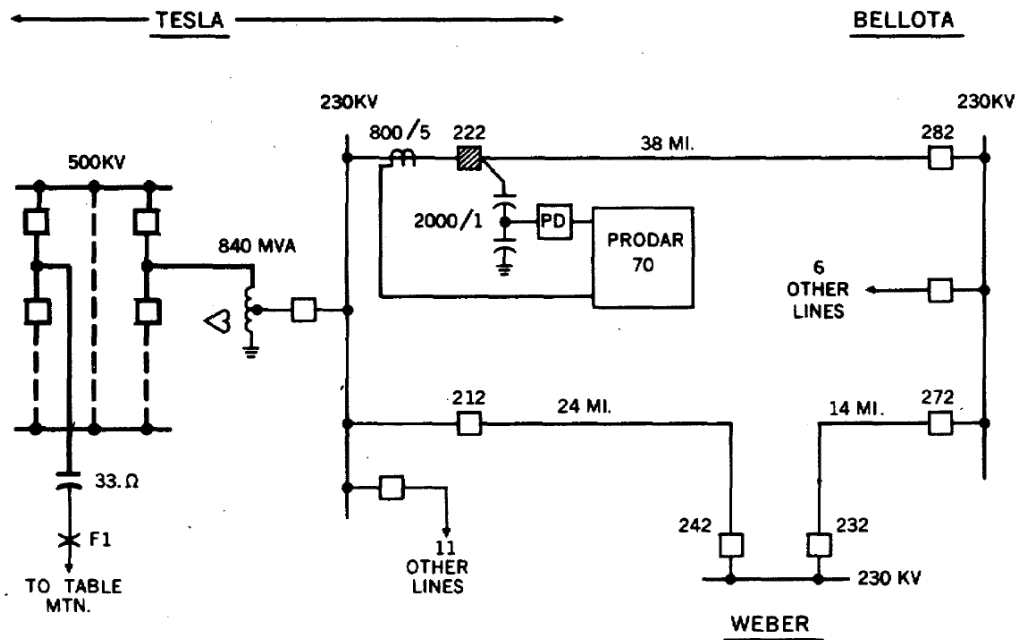 TESLA
BELLOTA
230KV
230KV
800/5
222
38 MI.
282
500KV
2000/1
PD
PRODAR
70
840 MVA
6
OTHER
LINES
212
24 MI.
14 MI.
272
33.Ω
F1
TO TABLE
MTN.
11
OTHER
LINES
242
232
230 KV
WEBER